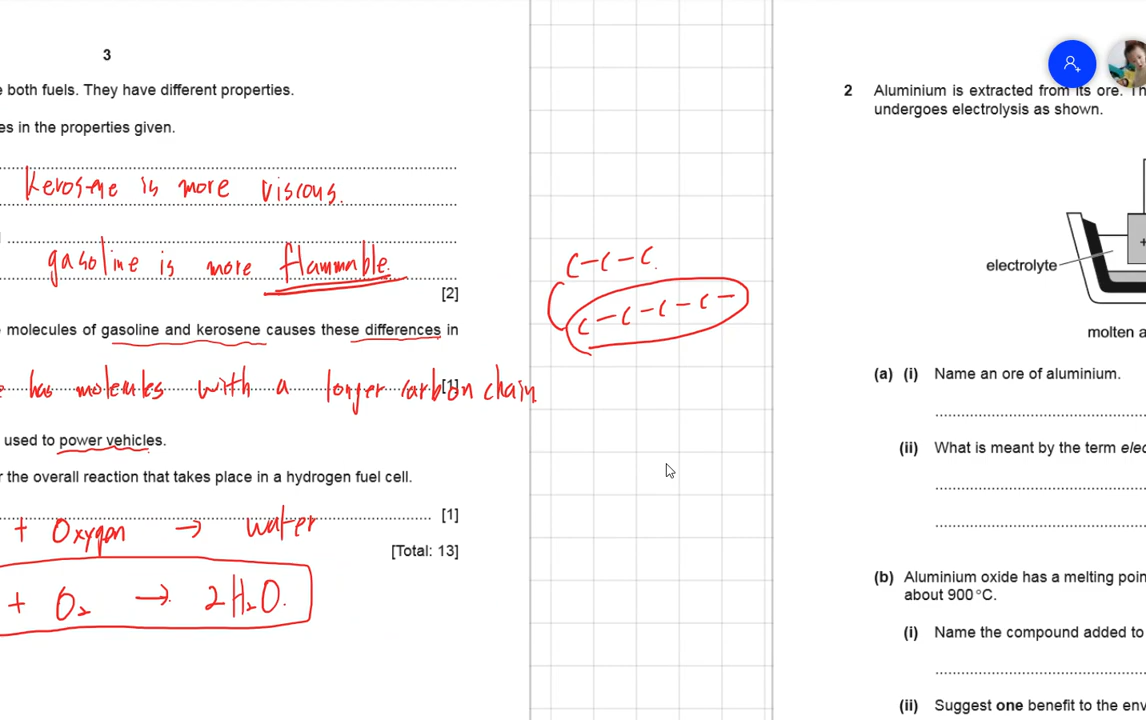 3
both fuels. They have different properties.
es in the properties given.
Kerosene is more viscous.
gasoline is more flammable.
[2]
molecules of gasoline and kerosene causes these differences in
has molecules with a longer carbon chain
[1]
used to power vehicles.
the overall reaction that takes place in a hydrogen fuel cell.
[1]
+ Oxygen → water
[Total: 13]
+ O₂ → 2H₂O.
C-C-C.
C-C-C-C-
2 Aluminium is extracted from its ore.
undergoes electrolysis as shown.
+
electrolyte
molten a
(a) (i) Name an ore of aluminium.
(ii) What is meant by the term elec
(b) Aluminium oxide has a melting poin
about 900°C.
(i) Name the compound added to
(ii) Suggest one benefit to the env